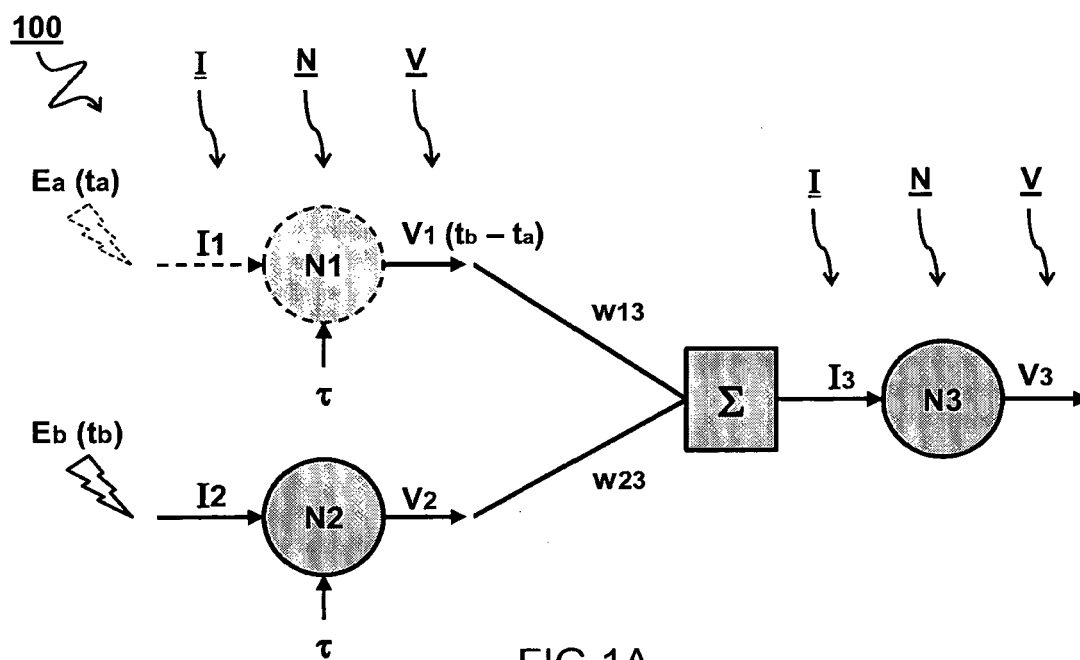 100
I N V
Ea (ta)
I N V
I1 N1 V1 (tb – ta)
w13
τ
Σ I3 N3 V3
Eb (tb)
w23
I2 N2 V2
τ
FIG.1A